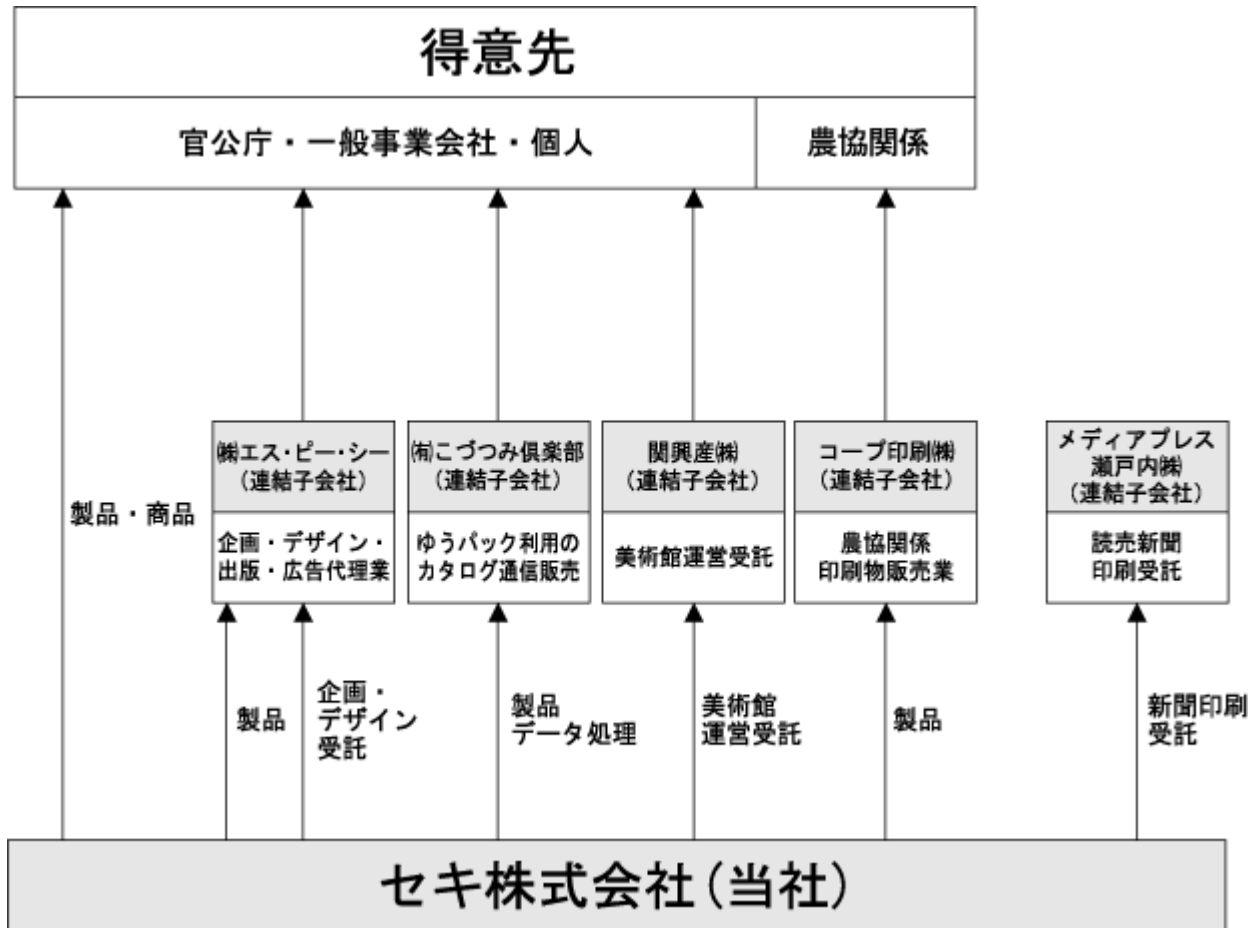 得意先
官公庁・一般事業会社・個人
農協関係
㈱エス・ピー・シー
(連結子会社)
企画・デザイン・
出版・広告代理業
㈲こづつみ倶楽部
(連結子会社)
ゆうパック利用の
カタログ通信販売
関興産㈱
(連結子会社)
美術館運営受託
コープ印刷㈱
(連結子会社)
農協関係
印刷物販売業
メディアプレス
瀬戸内㈱
(連結子会社)
読売新聞
印刷受託
製品・商品
製品
企画・
デザイン
受託
製品
データ処理
美術館
運営受託
製品
新聞印刷
受託
セキ株式会社(当社)